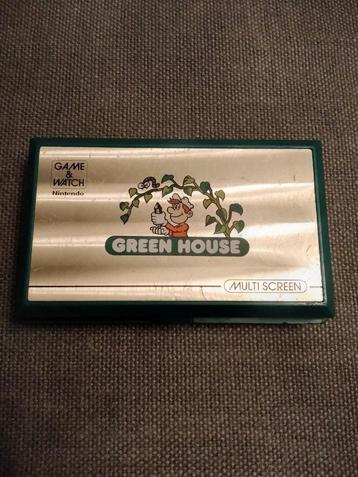 GAME
&
WATCH
Nintendo
GREEN HOUSE
MULTI SCREEN